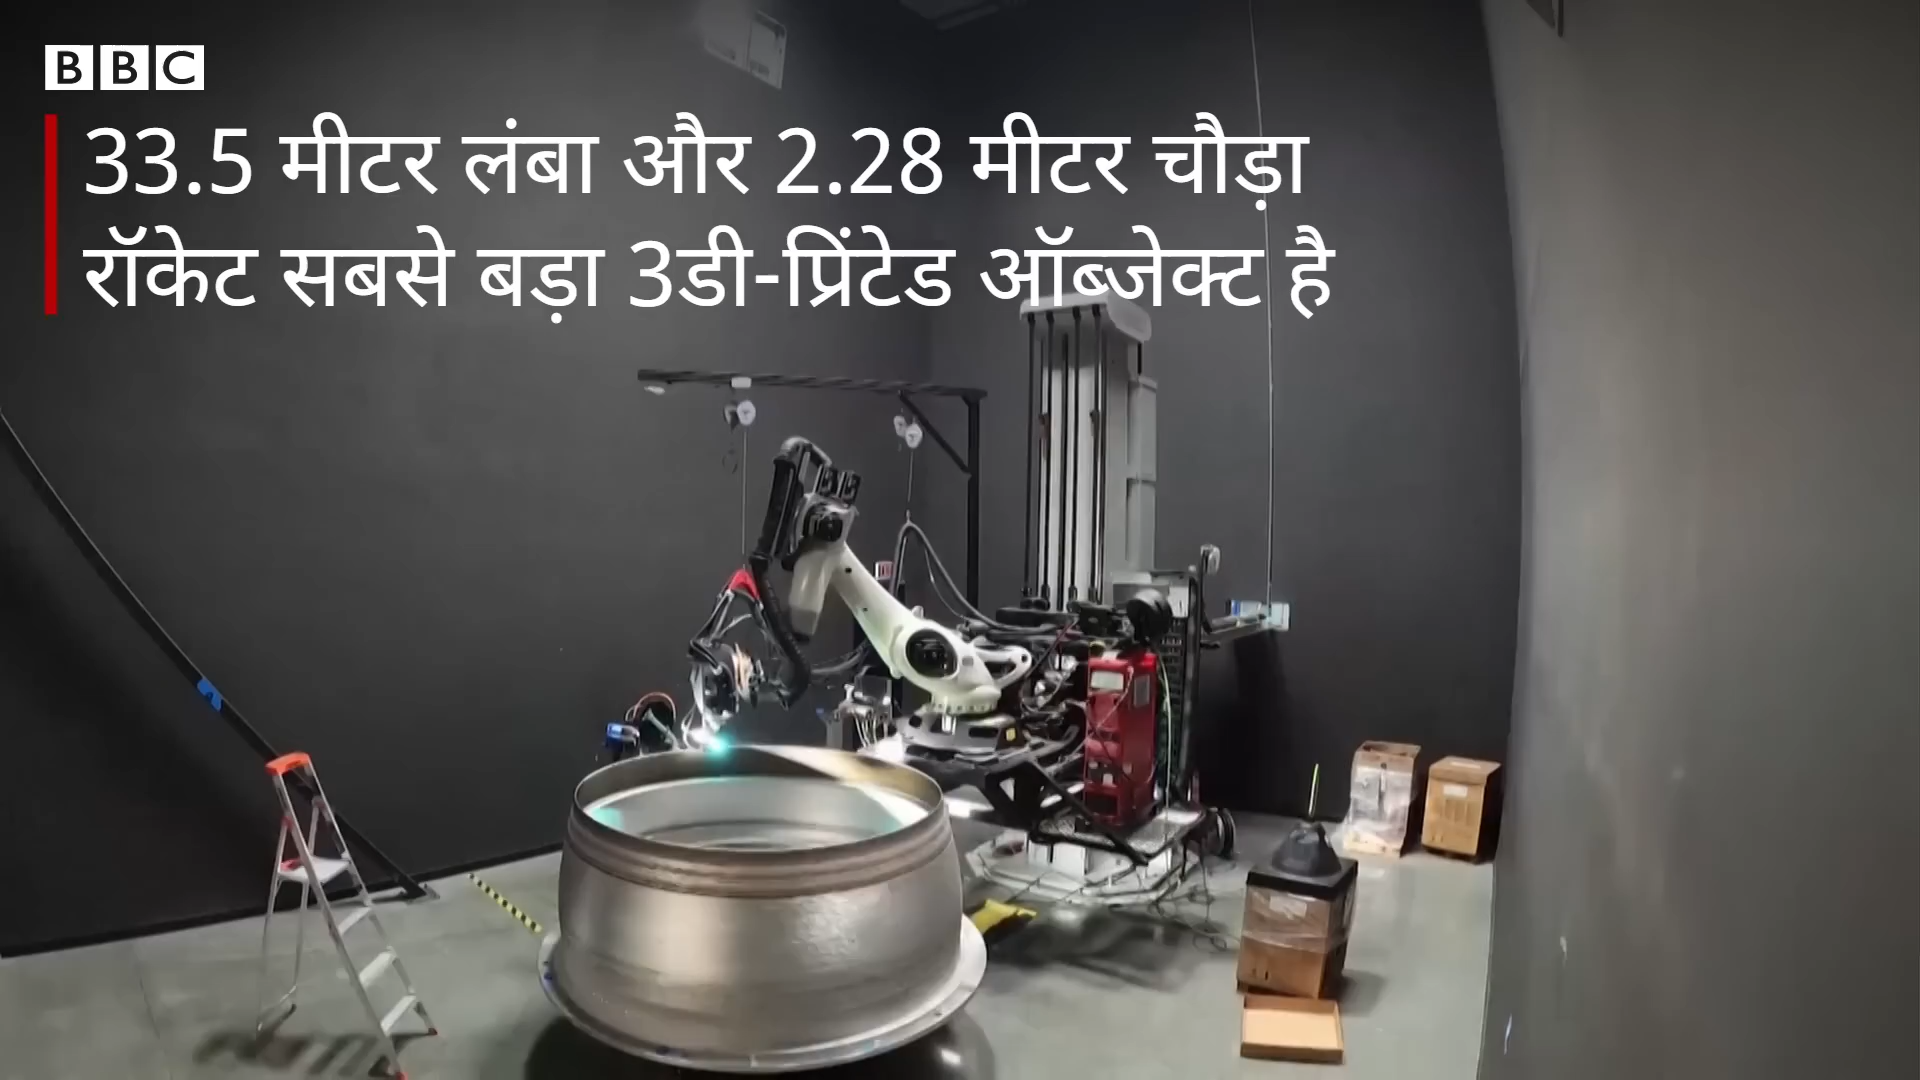 BBC
33.5 मीटर लंबा और 2.28 मीटर चौड़ा
रॉकेट सबसे बड़ा 3डी-प्रिंटेड ऑब्जेक्ट है